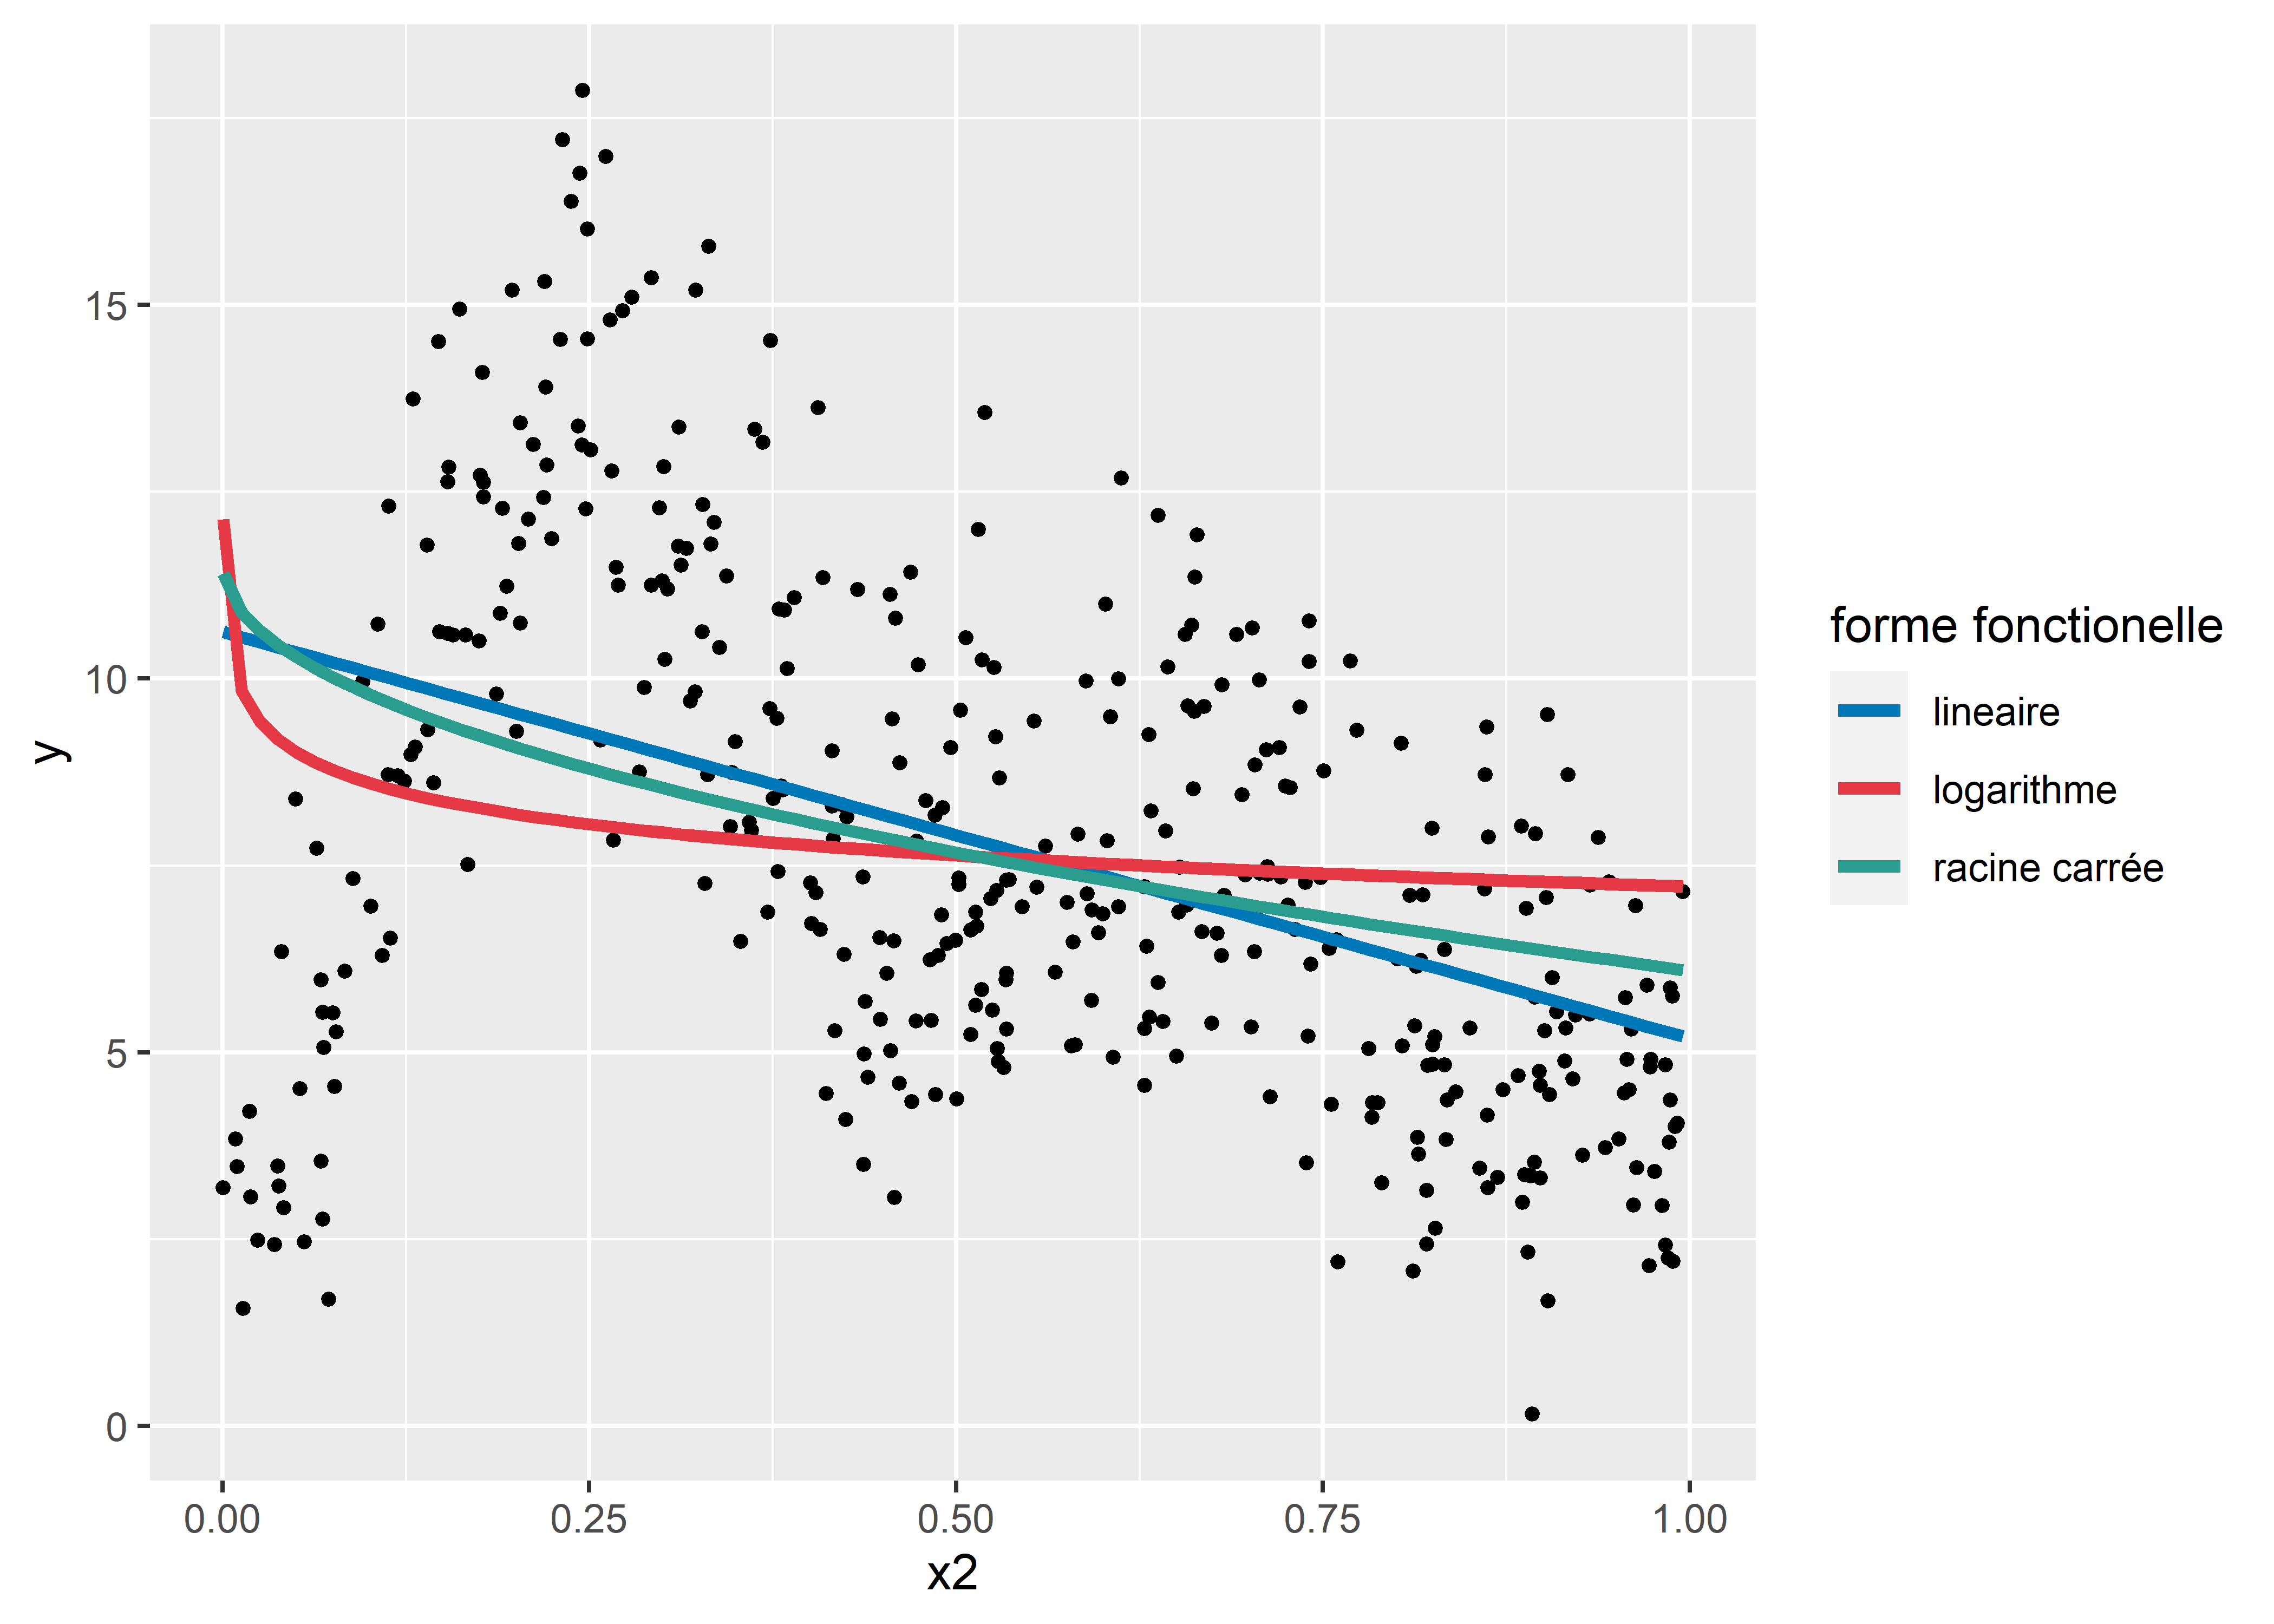 15
10
5
0
y
0.00
0.25
0.50
0.75
1.00
x2
forme fonctionelle
lineaire
logarithme
racine carrée